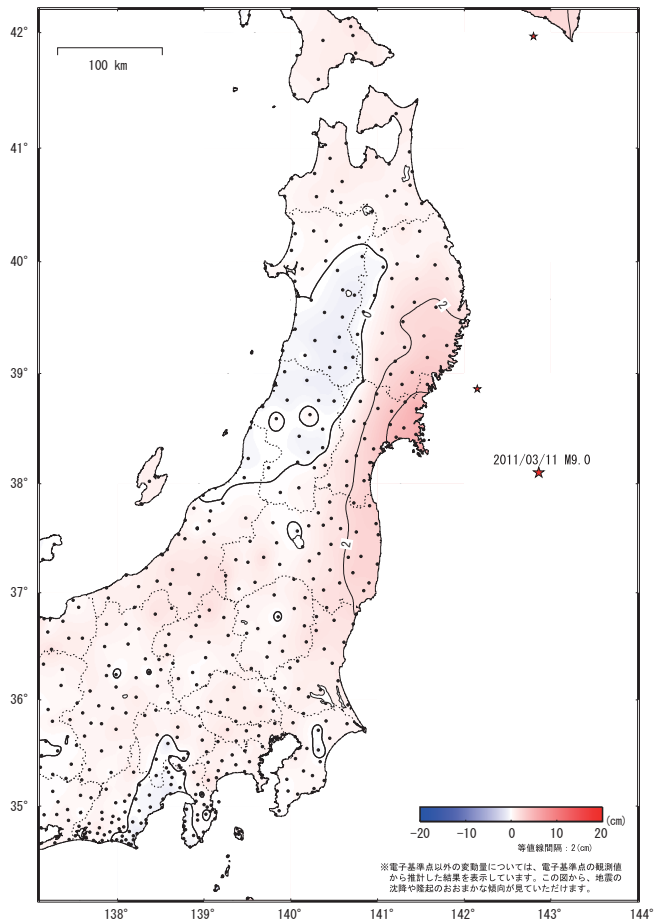 42°
100 km
41°
40°
0
2
39°
2011/03/11 M9.0
38°
2
37°
36°
35°
-20 -10 0 10 20 (cm)
等値線間隔：2(cm)
※電子基準点以外の変動量については、電子基準点の観測値
から推計した結果を表示しています。この図から、地震の
沈降や隆起のおおまかな傾向が見ていただけます。
138° 139° 140° 141° 142° 143° 144°